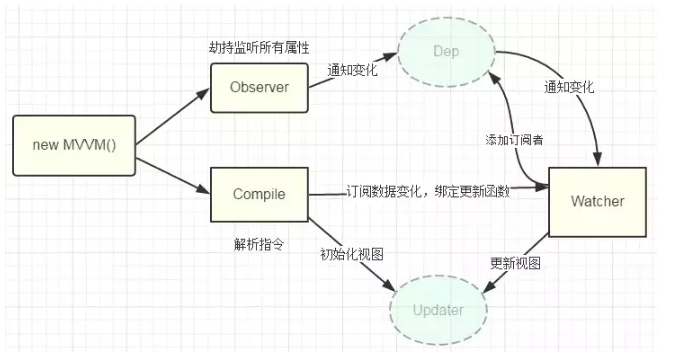 劫持监听所有属性
Dep
通知变化
通知变化
Observer
new MVVM()
添加订阅者
Compile
订阅数据变化，绑定更新函数
Watcher
解析指令
初始化视图
更新视图
Updater